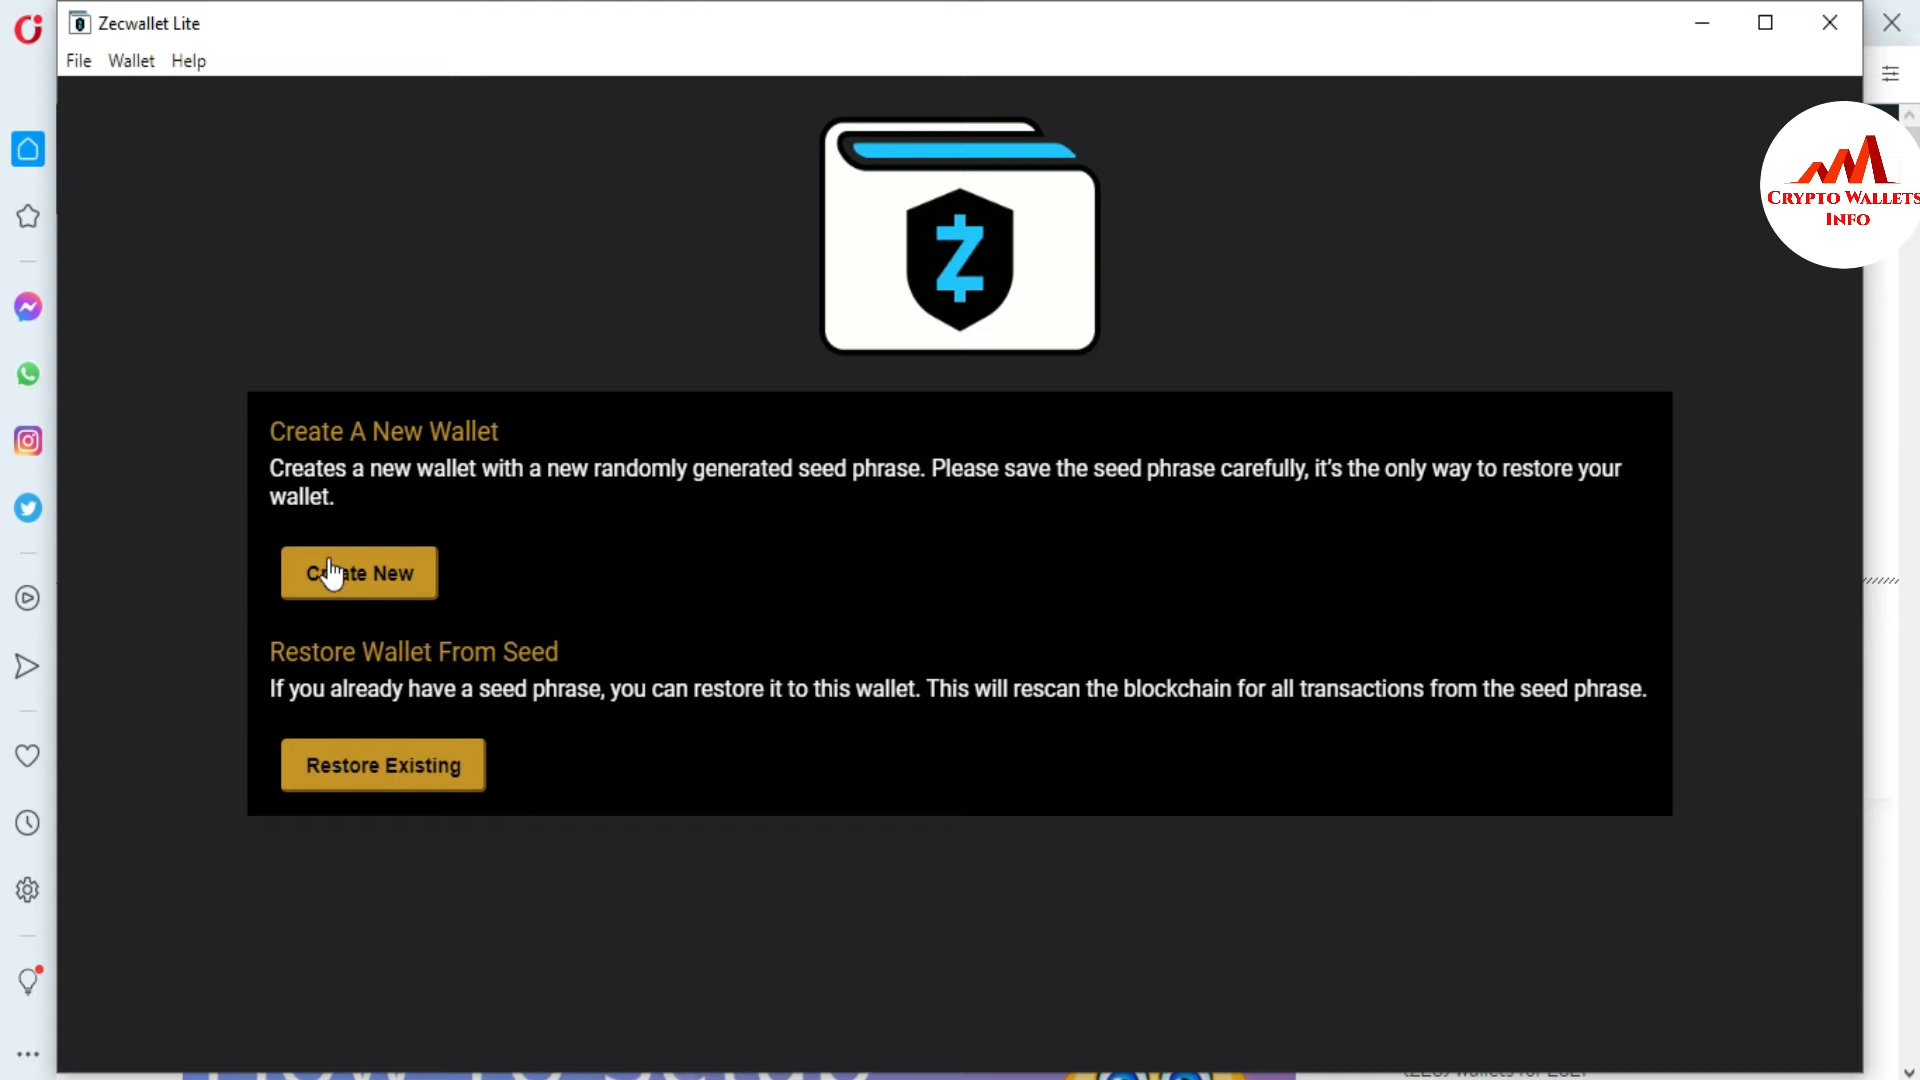 Zecwallet Lite
File Wallet Help
CRYPTO WALLETS
INFO
Create A New Wallet
Creates a new wallet with a new randomly generated seed phrase. Please save the seed phrase carefully, it's the only way to restore your
wallet.
Create New
Restore Wallet From Seed
If you already have a seed phrase, you can restore it to this wallet. This will rescan the blockchain for all transactions from the seed phrase.
Restore Existing